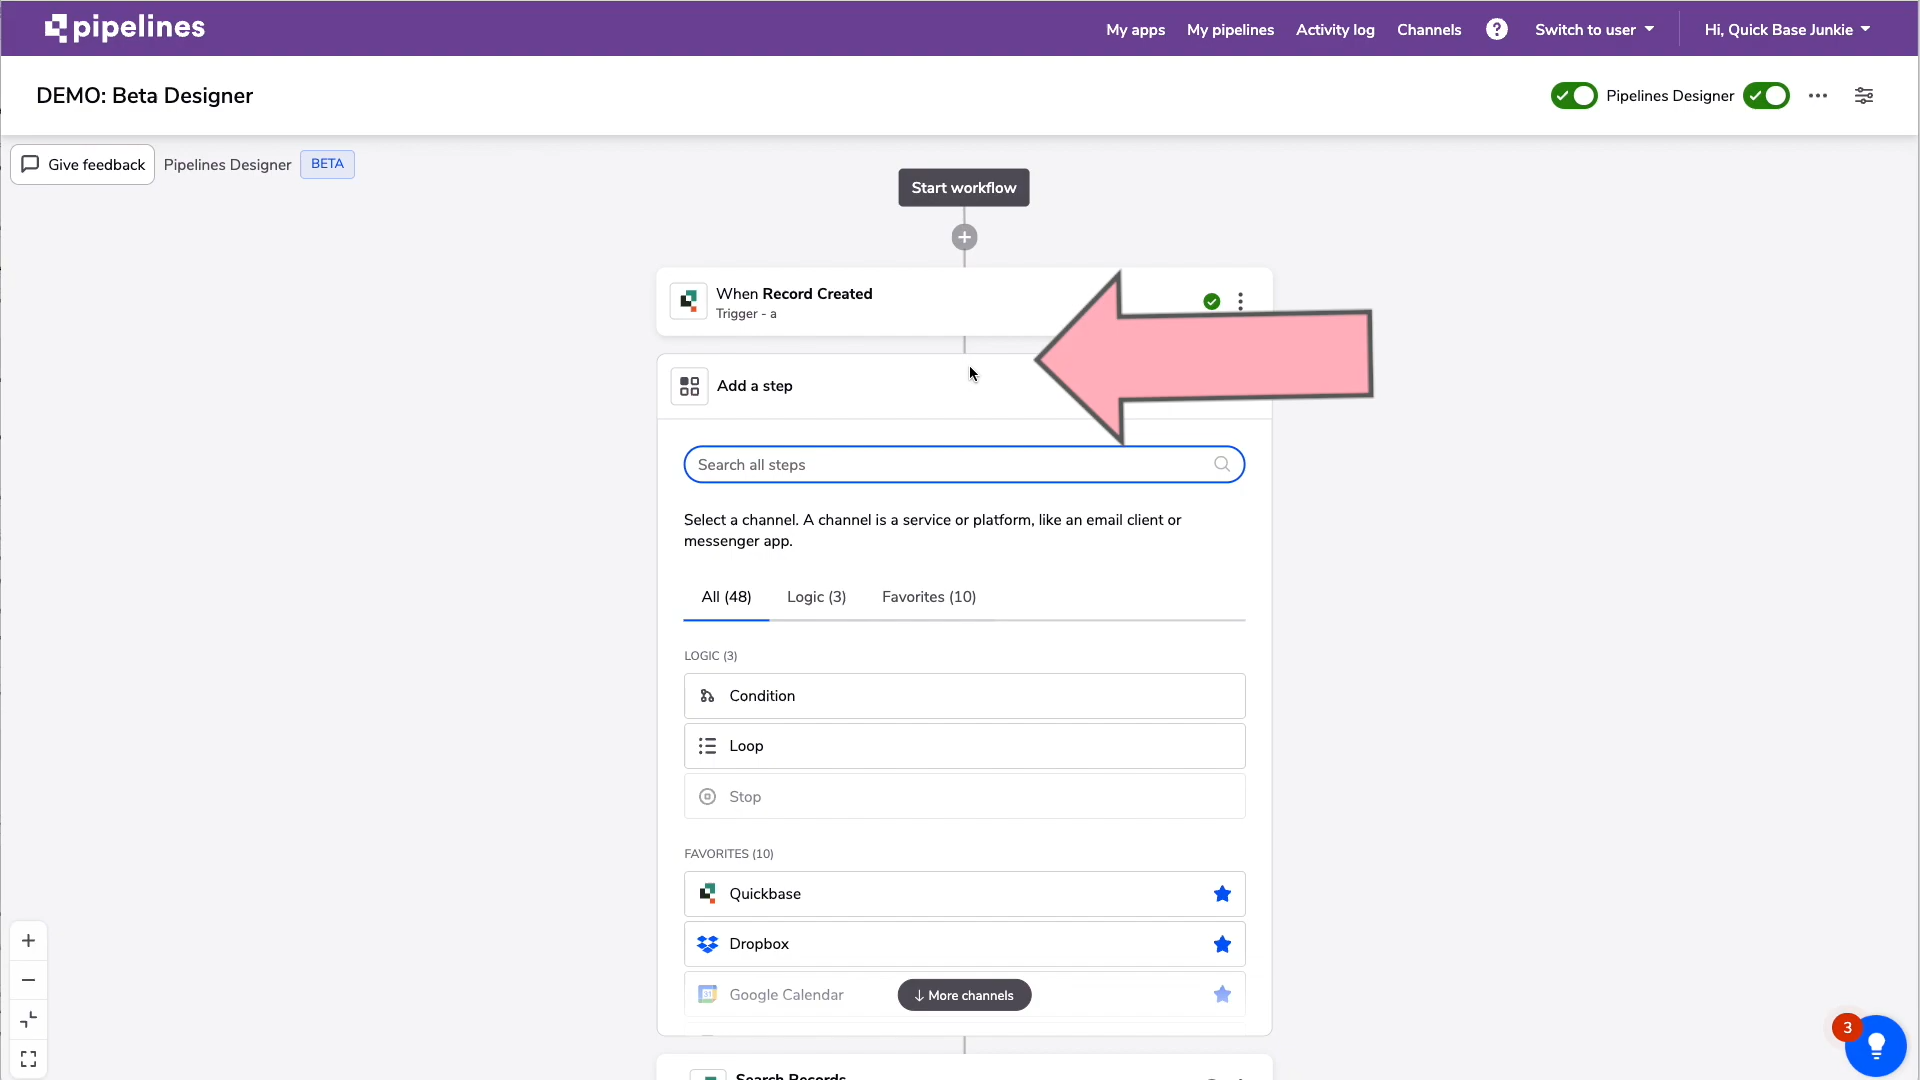 pipelines
My apps
My pipelines
Activity log
Channels
?
Switch to user
Hi, Quick Base Junkie
DEMO: Beta Designer
Pipelines Designer
Give feedback
Pipelines Designer
BETA
Start workflow
When Record Created
Trigger - a
Add a step
Search all steps
Select a channel. A channel is a service or platform, like an email client or
messenger app.
All (48)
Logic (3)
Favorites (10)
LOGIC (3)
Condition
Loop
Stop
FAVORITES (10)
Quickbase
Dropbox
31
Google Calendar
↓ More channels
Search Records
3